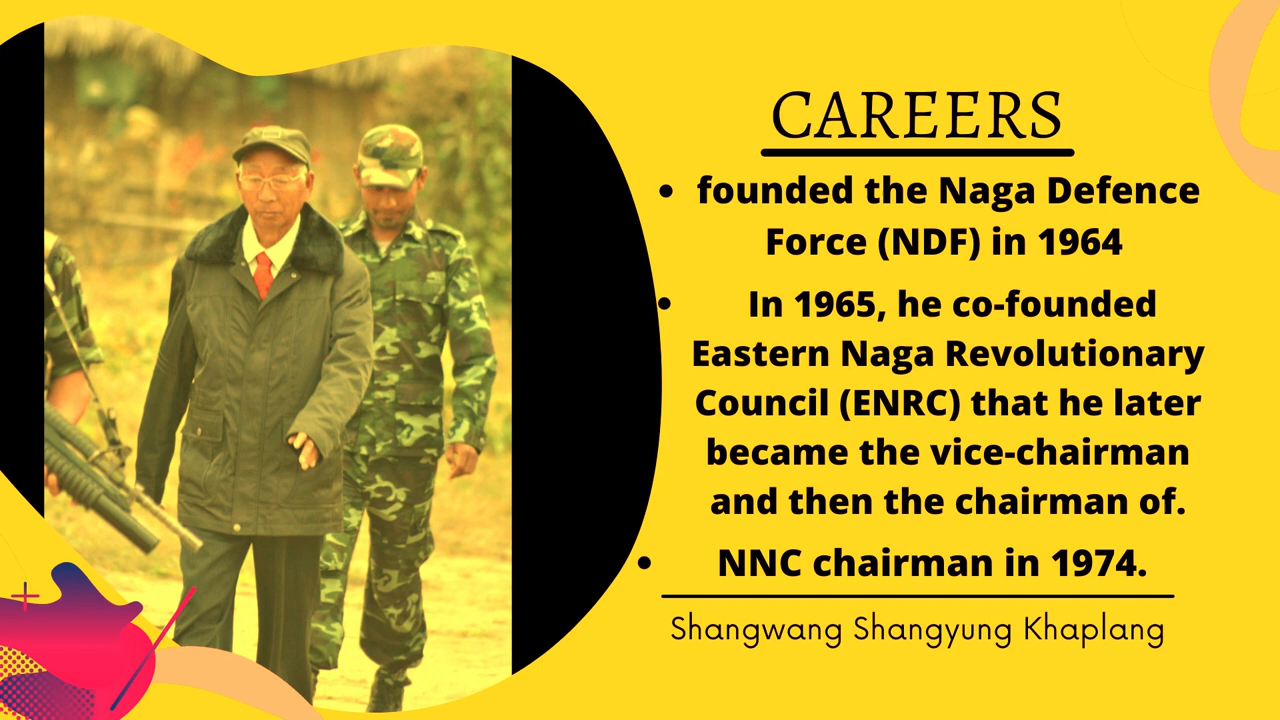 CAREERS
• founded the Naga Defence
Force (NDF) in 1964
• In 1965, he co-founded
Eastern Naga Revolutionary
Council (ENRC) that he later
became the vice-chairman
and then the chairman of.
• NNC chairman in 1974.
Shangwang Shangyung Khaplang